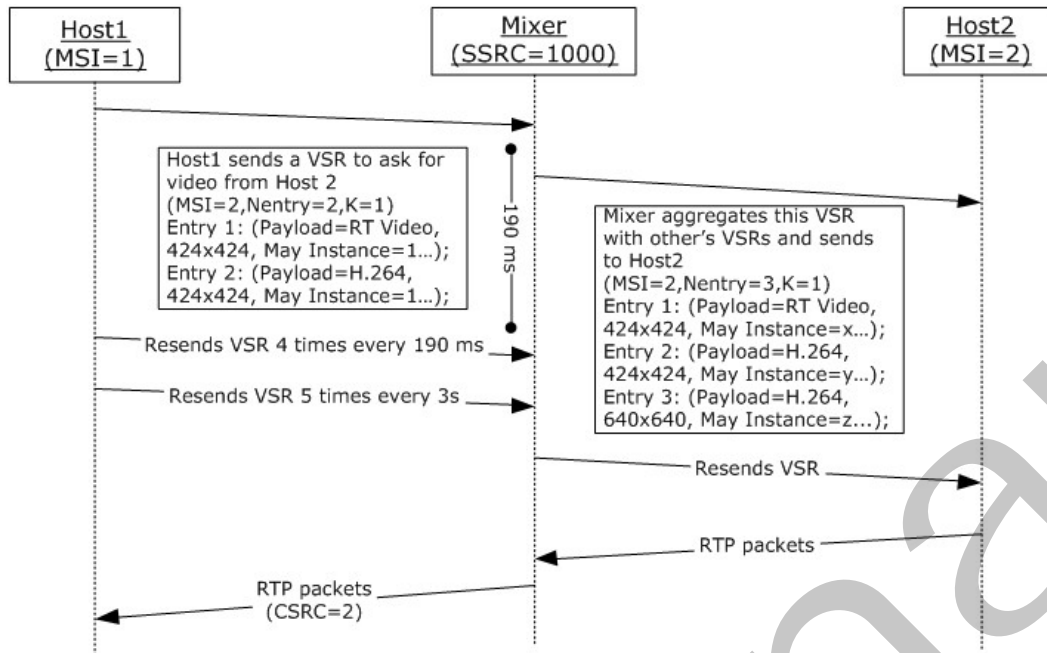 Host1
(MSI=1)
Mixer
(SSRC=1000)
Host2
(MSI=2)
Host1 sends a VSR to ask for
video from Host 2
(MSI=2,Nentry=2,K=1)
Entry 1: (Payload=RT Video,
424x424, May Instance=1...);
Entry 2: (Payload=H.264,
424x424, May Instance=1...);
190 ms
Mixer aggregates this VSR
with other's VSRs and sends
to Host2
(MSI=2,Nentry=3,K=1)
Entry 1: (Payload=RT Video,
424x424, May Instance=x...);
Entry 2: (Payload=H.264,
424x424, May Instance=y...);
Entry 3: (Payload=H.264,
640x640, May Instance=z...);
Resends VSR 4 times every 190 ms
Resends VSR 5 times every 3s
Resends VSR
RTP packets
RTP packets
(CSRC=2)